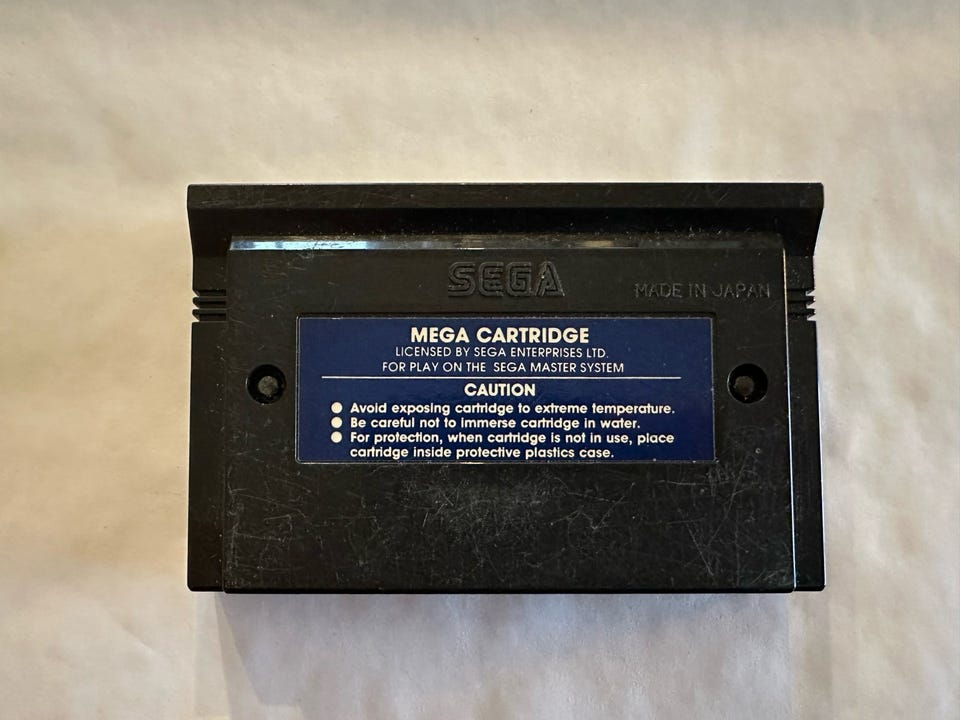 SEGA
MADE IN JAPAN
MEGA CARTRIDGE
LICENSED BY SEGA ENTERPRISES LTD.
FOR PLAY ON THE SEGA MASTER SYSTEM
CAUTION
● Avoid exposing cartridge to extreme temperature.
● Be careful not to immerse cartridge in water.
● For protection, when cartridge is not in use, place
cartridge inside protective plastics case.